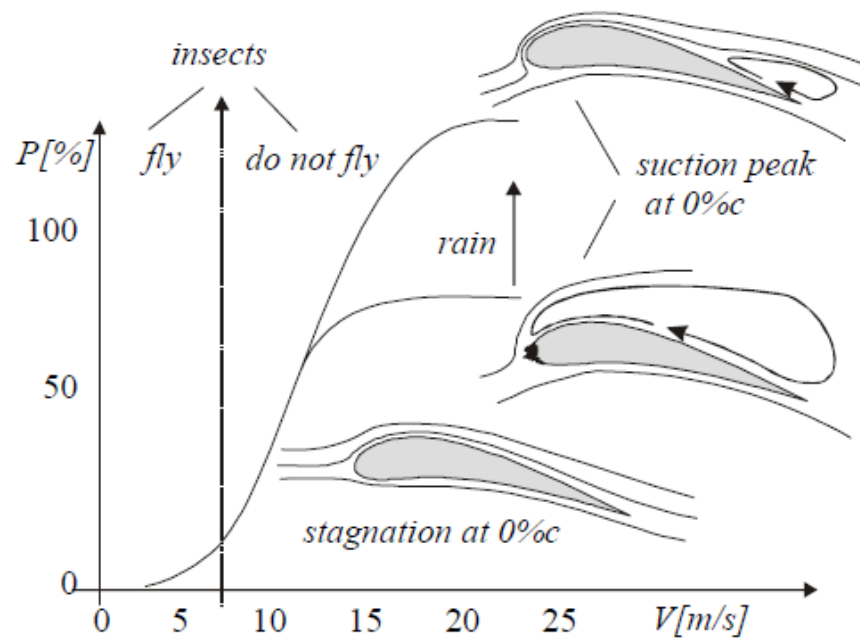 insects
P[%]
fly
do not fly
suction peak
at 0%c
100
rain
50
stagnation at 0%c
0
0 5 10 15 20 25 V[m/s]